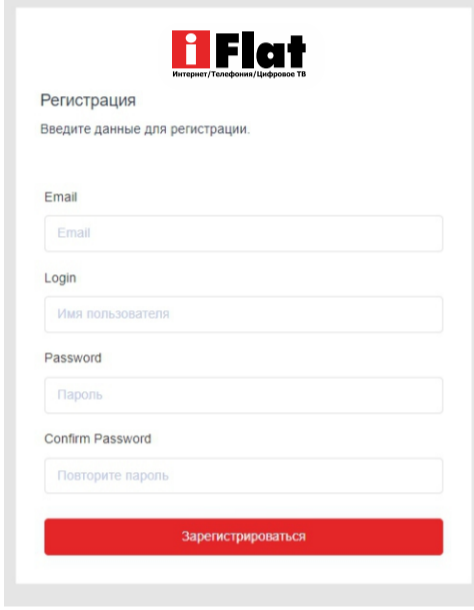 iFlat
Интернет/Телефония/Цифровое ТВ
Регистрация
Введите данные для регистрации.
Email
Email
Login
Имя пользователя
Password
Пароль
Confirm Password
Повторите пароль
Зарегистрироваться